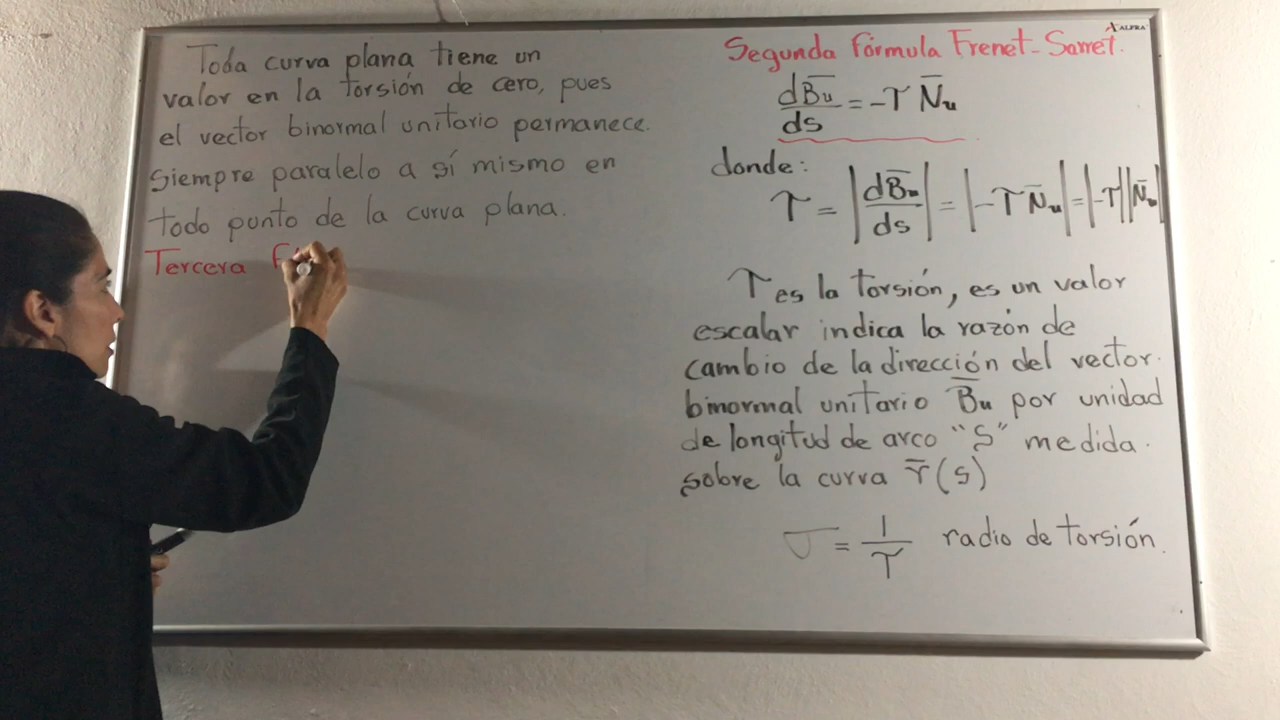 Toda curva plana tiene un
valor en la torsión de cero, pues
el vector binormal unitario permanece.
siempre paralelo a sí mismo en
todo punto de la curva plana.
Tercera
ALFRA
Segunda Fórmula Frenet-Sarret.
dB̅u/ds = -τ N̅u
donde:
τ = |dB̅u/ds| = |-τ N̅u| = |-τ||N̅u|
τ es la torsión, es un valor
escalar indica la razón de
cambio de la dirección del vector.
binormal unitario B̅u por unidad
de longitud de arco "S" medida.
sobre la curva r̅(s)
σ = 1/τ radio de torsión.